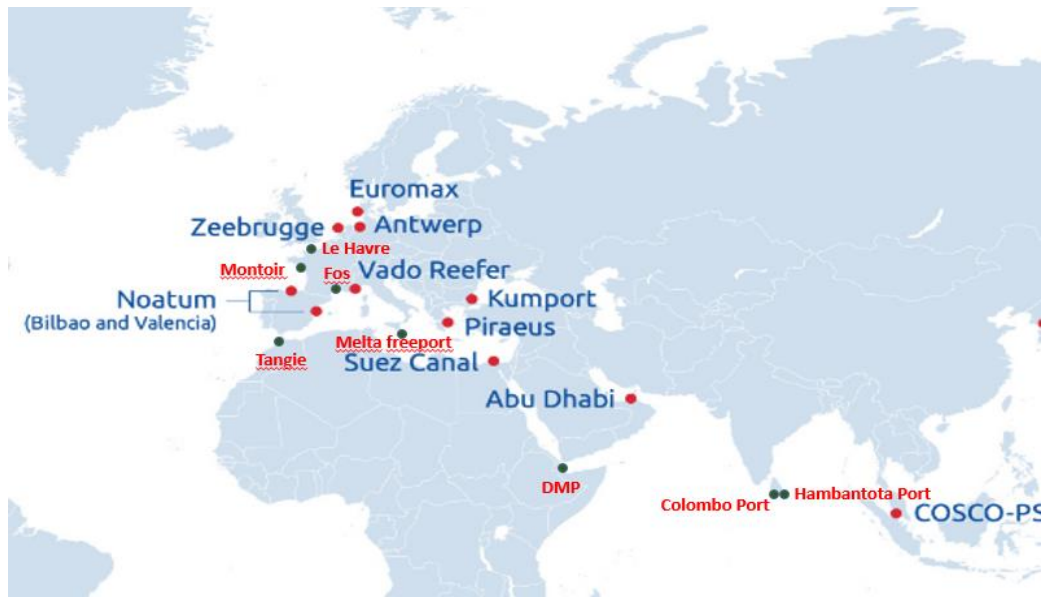 Euromax
Zeebrugge
Antwerp
Le Havre
Montoir
Fos
Vado Reefer
Noatum
(Bilbao and Valencia)
Kumport
Piraeus
Melta freeport
Tangie
Suez Canal
Abu Dhabi
DMP
Colombo Port
Hambantota Port
COSCO-PS